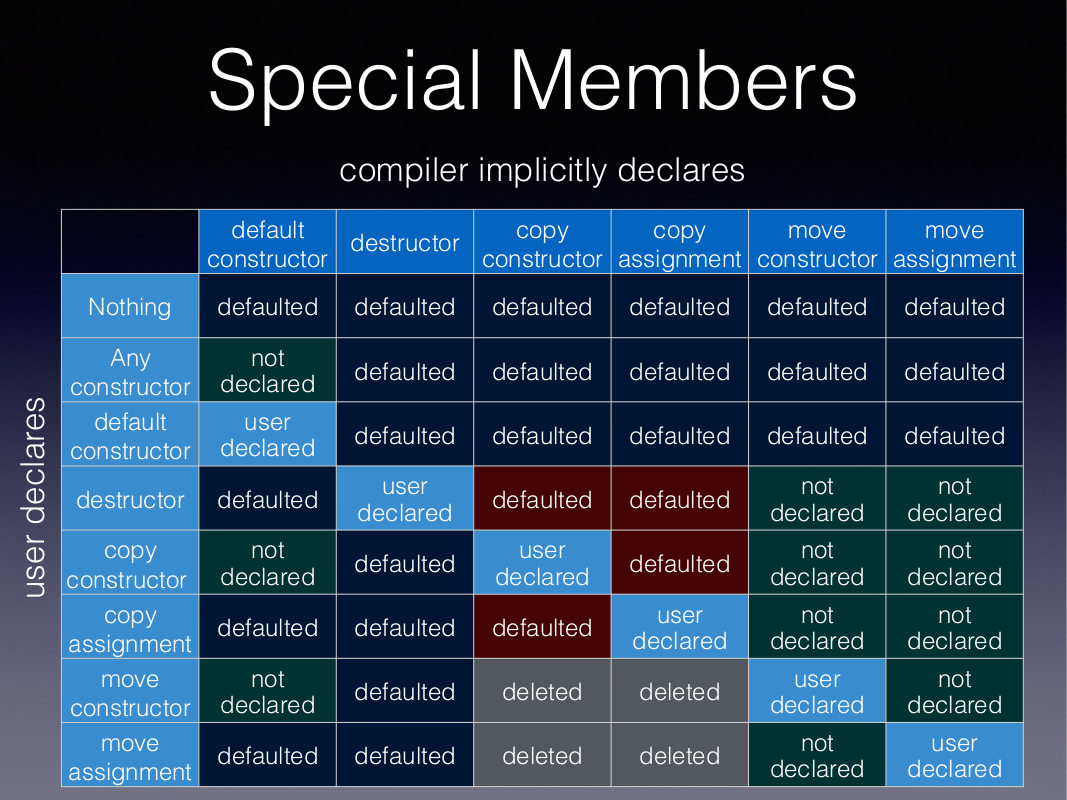 Special Members
compiler implicitly declares
default constructor destructor copy constructor copy assignment move constructor move assignment
Nothing defaulted defaulted defaulted defaulted defaulted defaulted
Any constructor not declared defaulted defaulted defaulted defaulted defaulted
default constructor user declared defaulted defaulted defaulted defaulted defaulted
destructor defaulted user declared defaulted defaulted not declared not declared
copy constructor not declared defaulted user declared defaulted not declared not declared
copy assignment defaulted defaulted defaulted user declared not declared not declared
move constructor not declared defaulted deleted deleted user declared not declared
move assignment defaulted defaulted deleted deleted not declared user declared
user declares